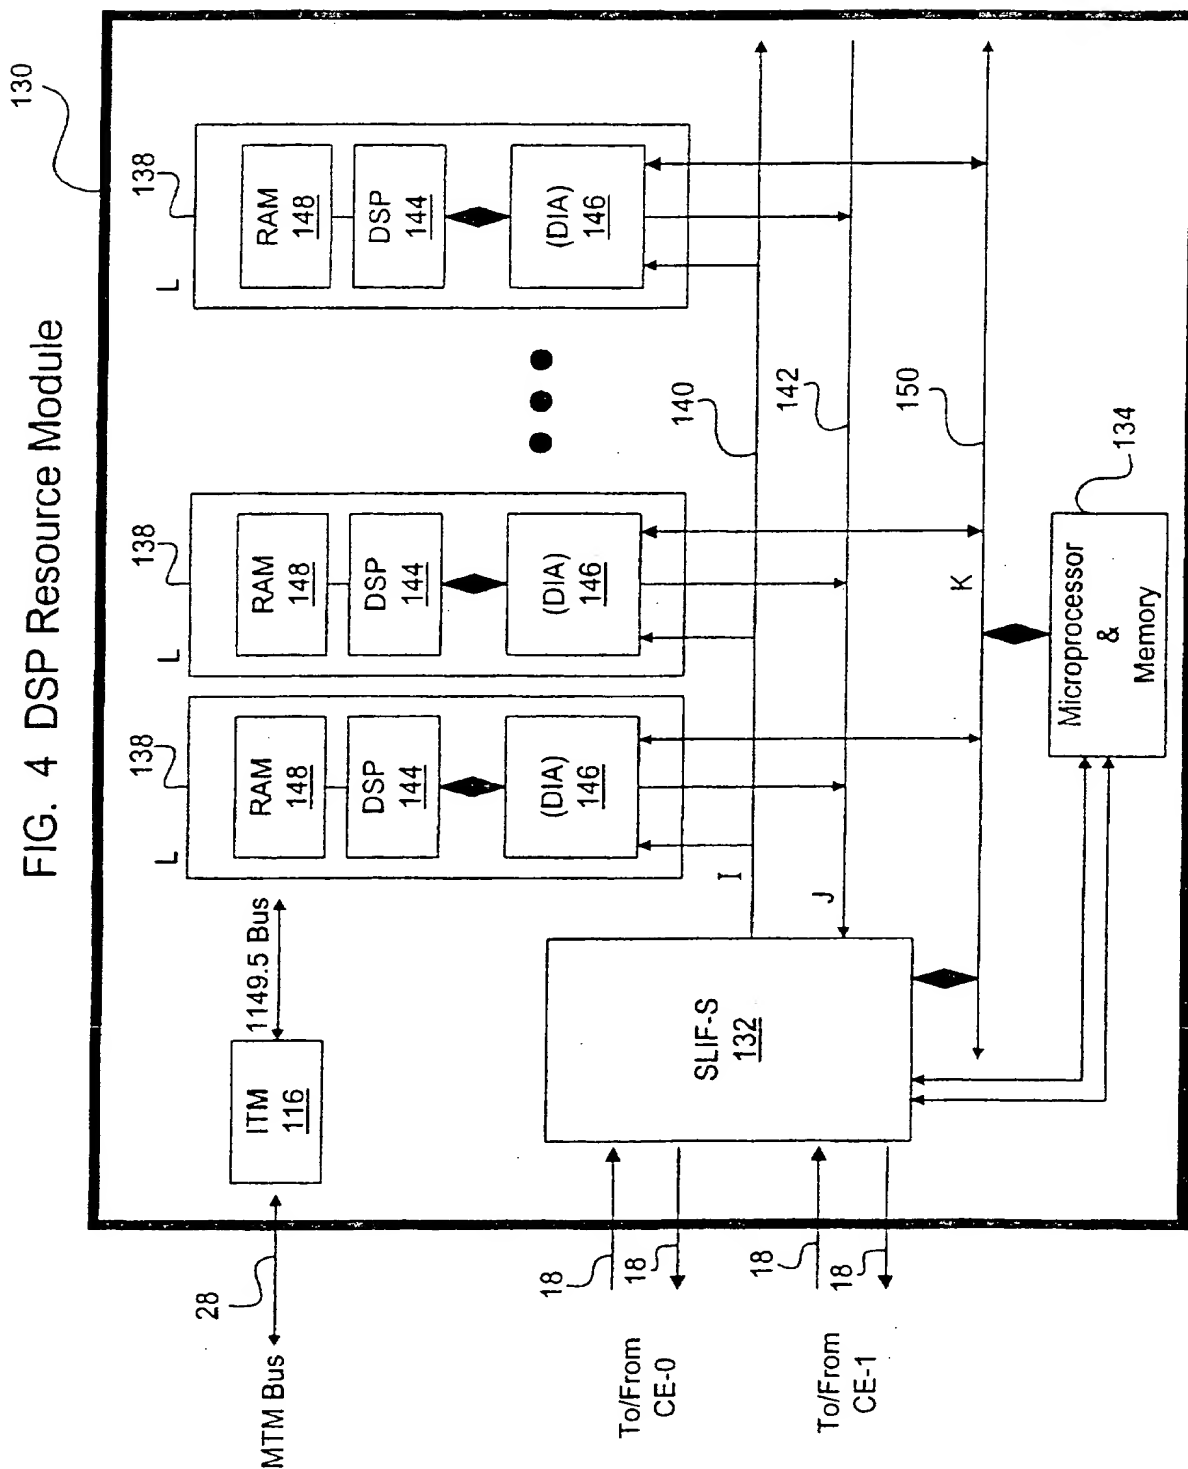 FIG. 4 DSP Resource Module
130
MTM Bus
28
ITM
116
1149.5 Bus
L
138
RAM
148
DSP
144
(DIA)
146
L
138
RAM
148
DSP
144
(DIA)
146
L
138
RAM
148
DSP
144
(DIA)
146
I
140
J
142
K
150
To/From
CE-0
18
18
To/From
CE-1
18
18
SLIF-S
132
Microprocessor
&
Memory
134